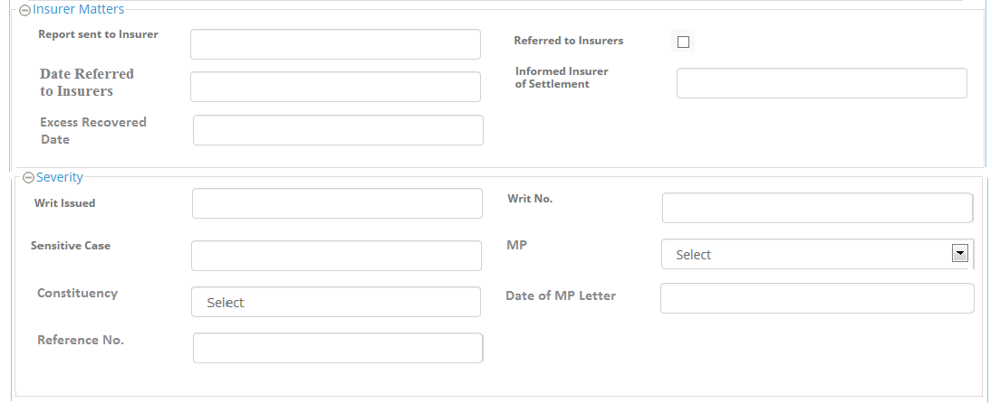 Insurer Matters
Report sent to Insurer
Referred to Insurers
Date Referred
to Insurers
Informed Insurer
of Settlement
Excess Recovered
Date
Severity
Writ Issued
Writ No.
Sensitive Case
MP
Select
Constituency
Select
Date of MP Letter
Reference No.